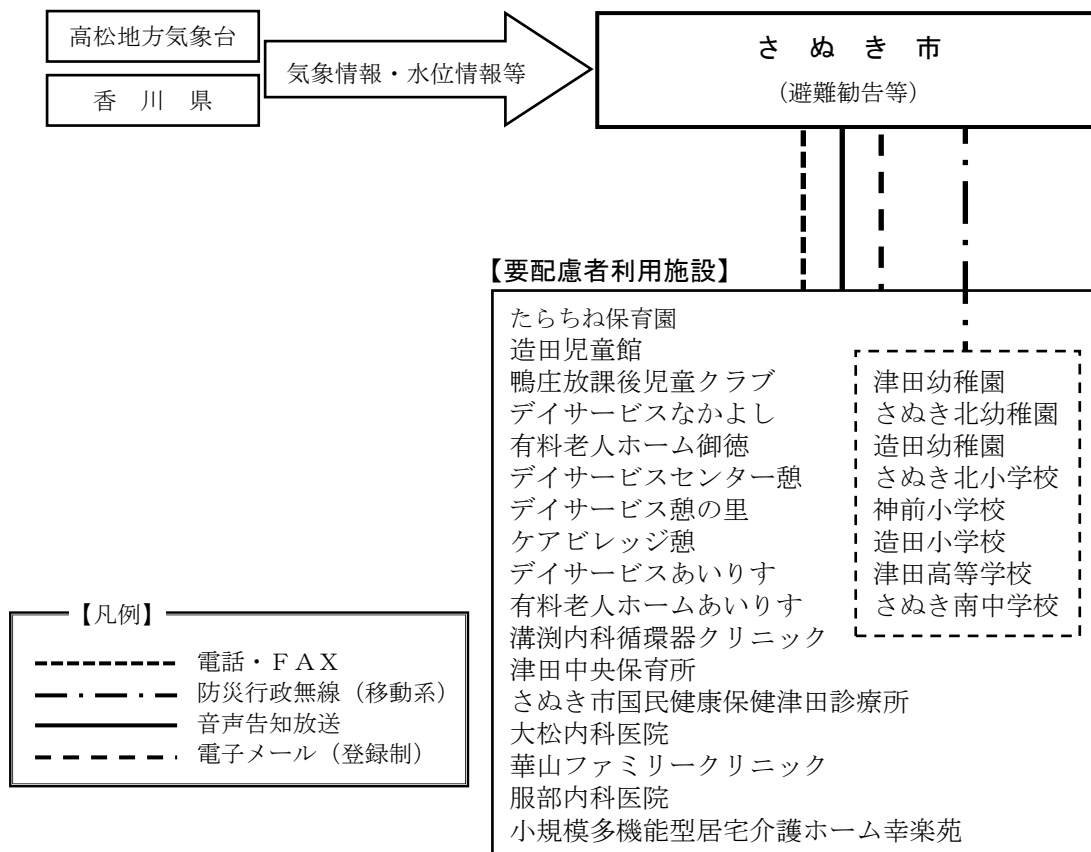 高松地方気象台
香　川　県
気象情報・水位情報等
さ　ぬ　き　市
（避難勧告等）
【要配慮者利用施設】
たらちね保育園
造田児童館
鴨庄放課後児童クラブ
デイサービスなかよし
有料老人ホーム御徳
デイサービスセンター憩
デイサービス憩の里
ケアビレッジ憩
デイサービスあいりす
有料老人ホームあいりす
溝渕内科循環器クリニック
津田中央保育所
さぬき市国民健康保健津田診療所
大松内科医院
華山ファミリークリニック
服部内科医院
小規模多機能型居宅介護ホーム幸楽苑
津田幼稚園
さぬき北幼稚園
造田幼稚園
さぬき北小学校
神前小学校
造田小学校
津田高等学校
さぬき南中学校
【凡例】
電話・ＦＡＸ
防災行政無線（移動系）
音声告知放送
電子メール（登録制）